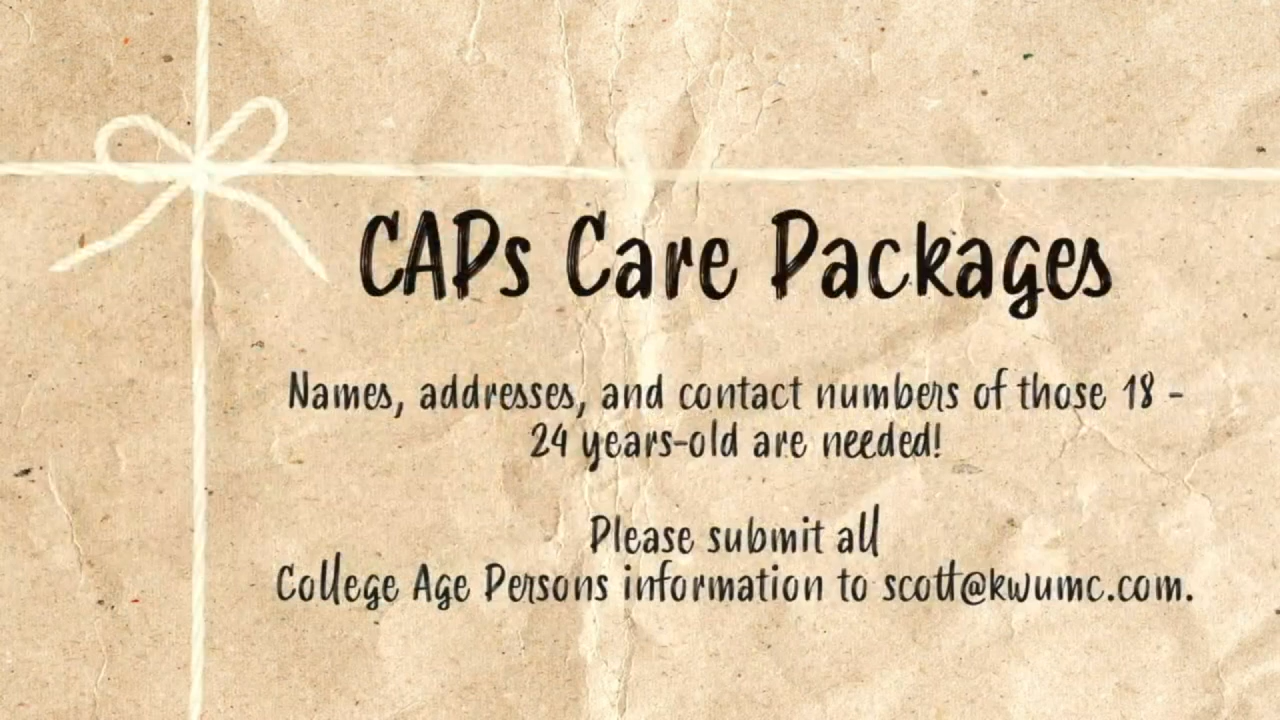 CAPs Care Packages
Names, addresses, and contact numbers of those 18 -
24 years-old are needed!
Please submit all
College Age Persons information to scott@kwumc.com.